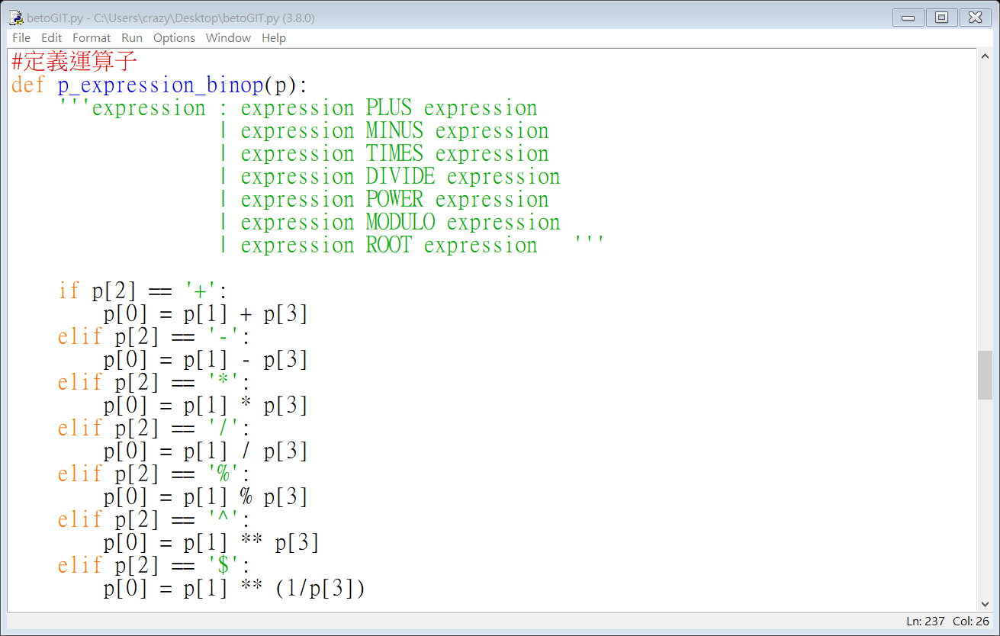 betoGIT.py - C:\Users\crazy\Desktop\betoGIT.py (3.8.0)
File Edit Format Run Options Window Help
#定義運算子
def p_expression_binop(p):
    '''expression : expression PLUS expression
                  | expression MINUS expression
                  | expression TIMES expression
                  | expression DIVIDE expression
                  | expression POWER expression
                  | expression MODULO expression
                  | expression ROOT expression   '''
    if p[2] == '+':
        p[0] = p[1] + p[3]
    elif p[2] == '-':
        p[0] = p[1] - p[3]
    elif p[2] == '*':
        p[0] = p[1] * p[3]
    elif p[2] == '/':
        p[0] = p[1] / p[3]
    elif p[2] == '%':
        p[0] = p[1] % p[3]
    elif p[2] == '^':
        p[0] = p[1] ** p[3]
    elif p[2] == '$':
        p[0] = p[1] ** (1/p[3])
Ln: 237 Col: 26